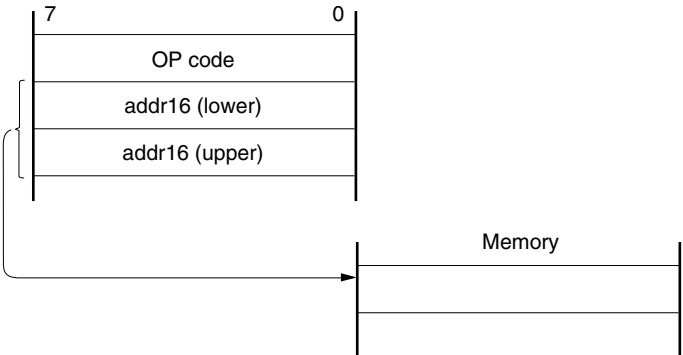 7 0
OP code
addr16 (lower)
addr16 (upper)
Memory